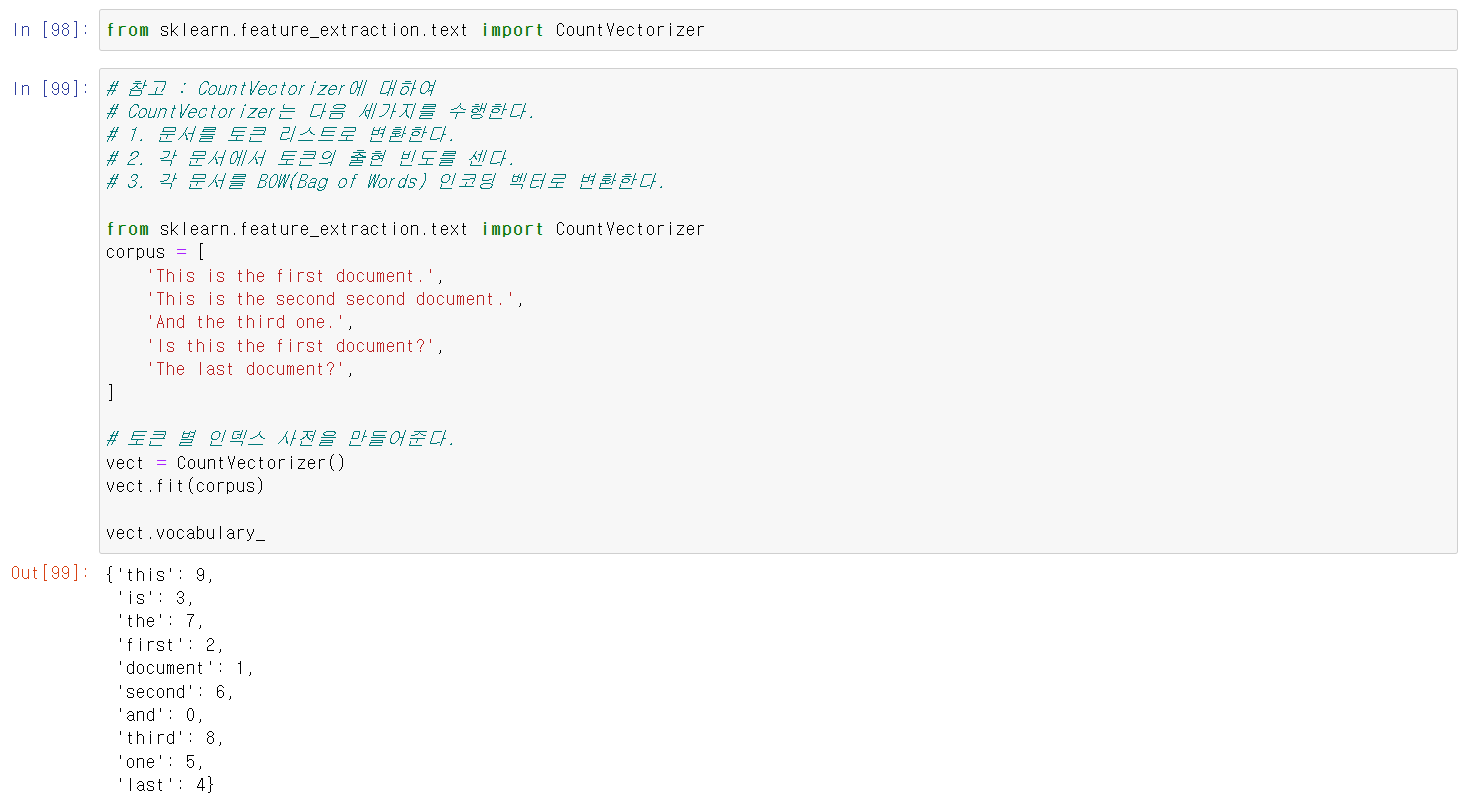 In [98]: from sklearn.feature_extraction.text import CountVectorizer
In [99]: # 참고 : CountVectorizer에 대하여
# CountVectorizer는 다음 세가지를 수행한다.
# 1. 문서를 토큰 리스트로 변환한다.
# 2. 각 문서에서 토큰의 출현 빈도를 센다.
# 3. 각 문서를 BOW(Bag of Words) 인코딩 벡터로 변환한다.
from sklearn.feature_extraction.text import CountVectorizer
corpus = [
    'This is the first document.',
    'This is the second second document.',
    'And the third one.',
    'Is this the first document?',
    'The last document?',
]
# 토큰 별 인덱스 사전을 만들어준다.
vect = CountVectorizer()
vect.fit(corpus)
vect.vocabulary_
Out[99]: {'this': 9,
 'is': 3,
 'the': 7,
 'first': 2,
 'document': 1,
 'second': 6,
 'and': 0,
 'third': 8,
 'one': 5,
 'last': 4}